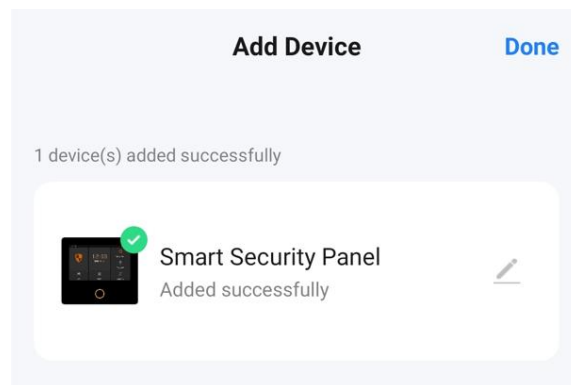 Add Device
Done
1 device(s) added successfully
Smart Security Panel
Added successfully